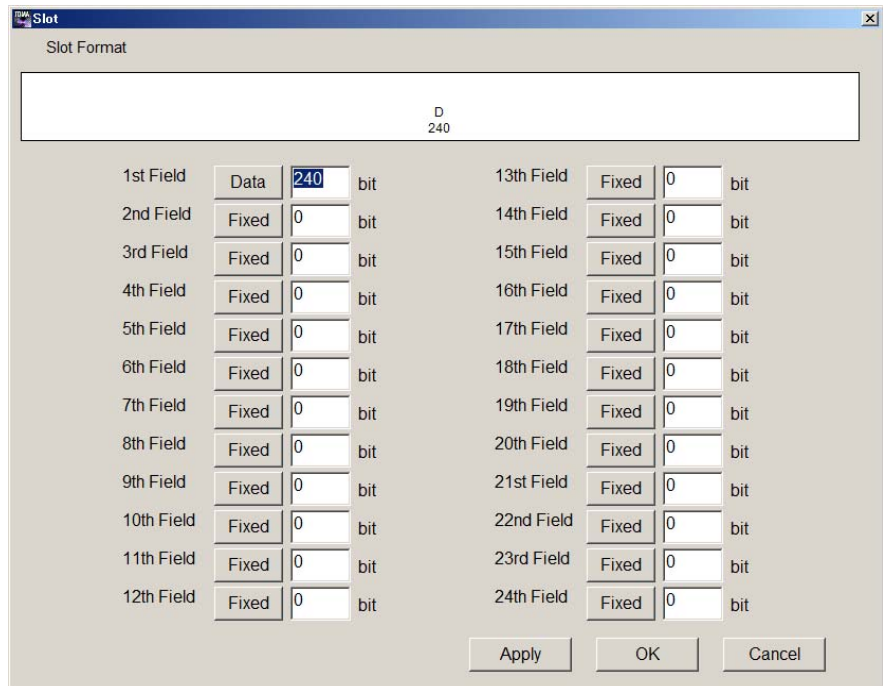 Slot
Slot Format
D
240
1st Field Data 240 bit 13th Field Fixed 0 bit
2nd Field Fixed 0 bit 14th Field Fixed 0 bit
3rd Field Fixed 0 bit 15th Field Fixed 0 bit
4th Field Fixed 0 bit 16th Field Fixed 0 bit
5th Field Fixed 0 bit 17th Field Fixed 0 bit
6th Field Fixed 0 bit 18th Field Fixed 0 bit
7th Field Fixed 0 bit 19th Field Fixed 0 bit
8th Field Fixed 0 bit 20th Field Fixed 0 bit
9th Field Fixed 0 bit 21st Field Fixed 0 bit
10th Field Fixed 0 bit 22nd Field Fixed 0 bit
11th Field Fixed 0 bit 23rd Field Fixed 0 bit
12th Field Fixed 0 bit 24th Field Fixed 0 bit
Apply OK Cancel